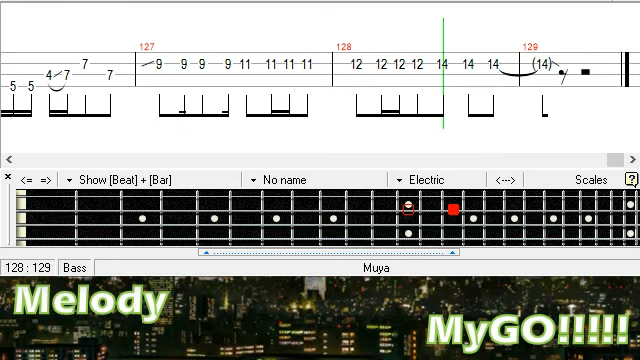 127
128
129
7
9 9 9 9 11 11 11 11
12 12 12 12 14 14 14
(14)
4 7
7
5 5
<= =>
Show [Beat] + [Bar]
No name
Electric
<--->
Scales
?
128 : 129
Bass
Muya
Melody
MyGO!!!!!